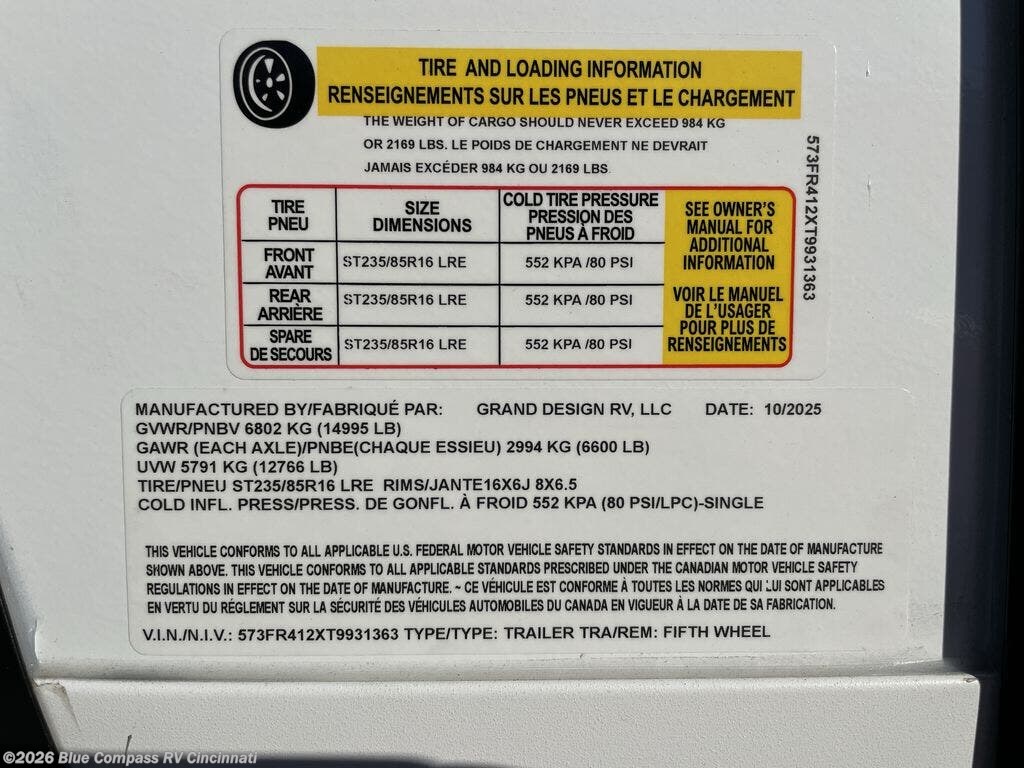 TIRE AND LOADING INFORMATION
RENSEIGNEMENTS SUR LES PNEUS ET LE CHARGEMENT
THE WEIGHT OF CARGO SHOULD NEVER EXCEED 984 KG
OR 2169 LBS. LE POIDS DE CHARGEMENT NE DEVRAIT
JAMAIS EXCÉDER 984 KG OU 2169 LBS.
573FR412XT9931363
TIRE PNEU SIZE DIMENSIONS COLD TIRE PRESSURE PRESSION DES PNEUS À FROID
FRONT AVANT ST235/85R16 LRE 552 KPA /80 PSI
REAR ARRIÈRE ST235/85R16 LRE 552 KPA /80 PSI
SPARE DE SECOURS ST235/85R16 LRE 552 KPA /80 PSI
SEE OWNER'S
MANUAL FOR
ADDITIONAL
INFORMATION
VOIR LE MANUEL
DE L'USAGER
POUR PLUS DE
RENSEIGNEMENTS
MANUFACTURED BY/FABRIQUÉ PAR: GRAND DESIGN RV, LLC DATE: 10/2025
GVWR/PNBV 6802 KG (14995 LB)
GAWR (EACH AXLE)/PNBE(CHAQUE ESSIEU) 2994 KG (6600 LB)
UVW 5791 KG (12766 LB)
TIRE/PNEU ST235/85R16 LRE RIMS/JANTE16X6J 8X6.5
COLD INFL. PRESS/PRESS. DE GONFL. À FROID 552 KPA (80 PSI/LPC)-SINGLE
THIS VEHICLE CONFORMS TO ALL APPLICABLE U.S. FEDERAL MOTOR VEHICLE SAFETY STANDARDS IN EFFECT ON THE DATE OF MANUFACTURE
SHOWN ABOVE. THIS VEHICLE CONFORMS TO ALL APPLICABLE STANDARDS PRESCRIBED UNDER THE CANADIAN MOTOR VEHICLE SAFETY
REGULATIONS IN EFFECT ON THE DATE OF MANUFACTURE. ~ CE VÉHICULE EST CONFORME À TOUTES LES NORMES QUI LUI SONT APPLICABLES
EN VERTU DU RÉGLEMENT SUR LA SÉCURITÉ DES VÉHICULES AUTOMOBILES DU CANADA EN VIGUEUR À LA DATE DE SA FABRICATION.
V.I.N./N.I.V.: 573FR412XT9931363 TYPE/TYPE: TRAILER TRA/REM: FIFTH WHEEL
©2026 Blue Compass RV Cincinnati